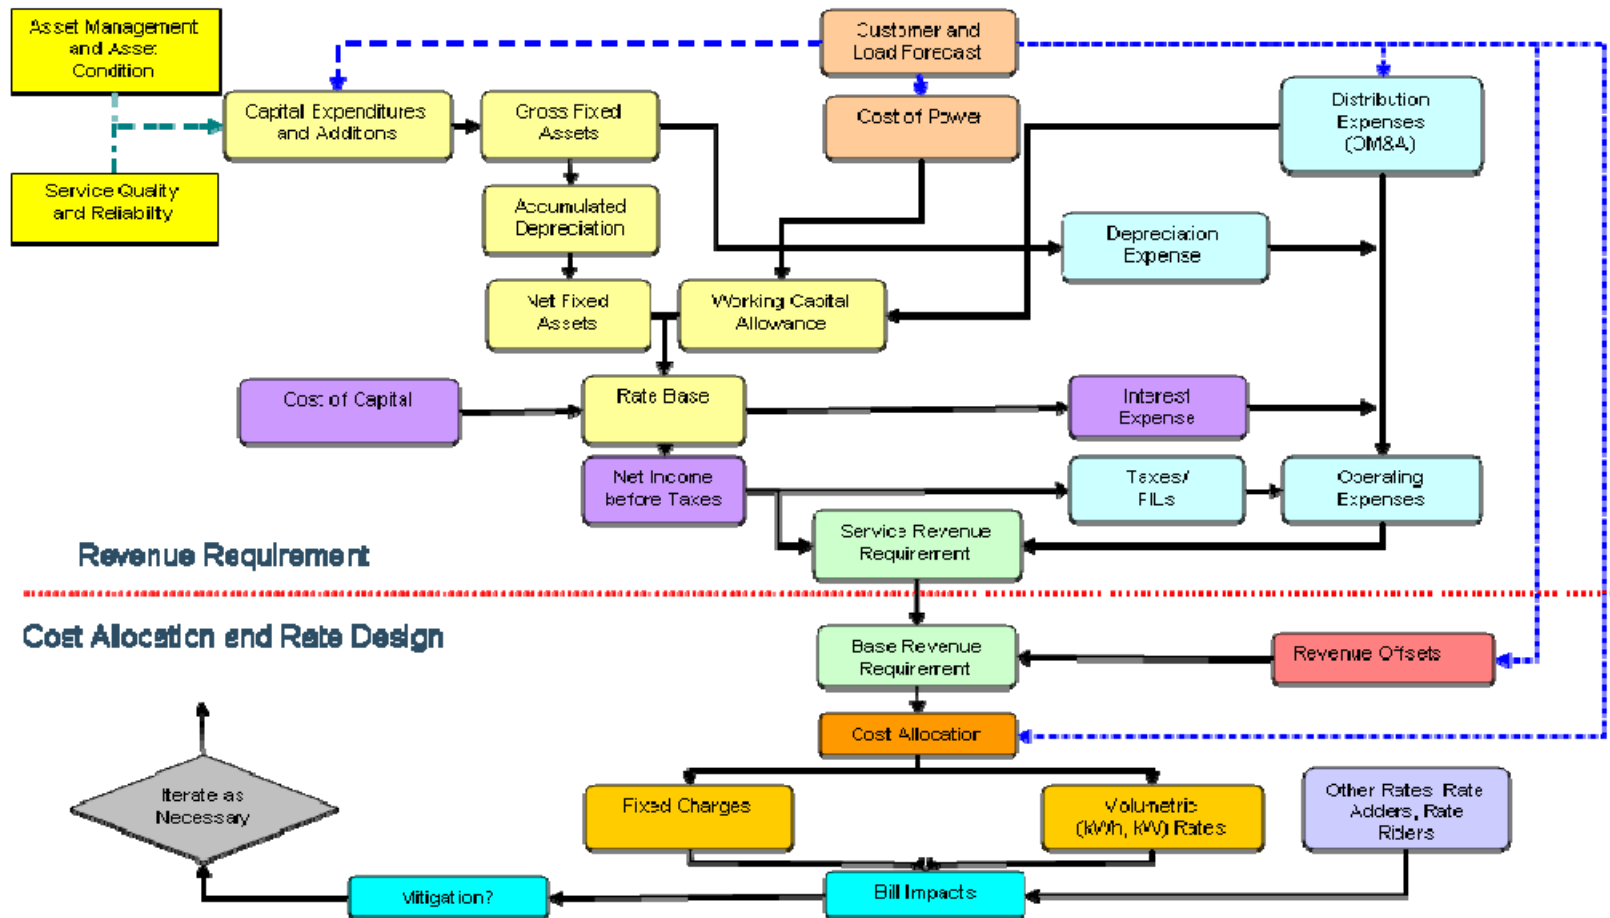 Asset Management
and Asset
Condition
Customer and
Load Forecast
Capital Expenditures
and Additons
Gross Fixed
Assets
Cost of Power
Distribution
Expenses
(OM&A)
Service Quality
and Reliabilty
Accumulated
Depreciation
Depreciation
Expense
Net Fixed
Assets
Working Capital
Allowance
Cost of Capital
Rate Base
Interest
Expense
Net Income
before Taxes
Taxes/
PILs
Operating
Expenses
Service Revenue
Requirement
Revenue Requirement
Cost Allocation and Rate Design
Base Revenue
Requirement
Revenue Offsets
Cost Allocation
Iterate as
Necessary
Fixed Charges
Volumetric
(kWh, kW) Rates
Other Rates, Rate
Adders, Rate
Riders
Mitigation?
Bill Impacts